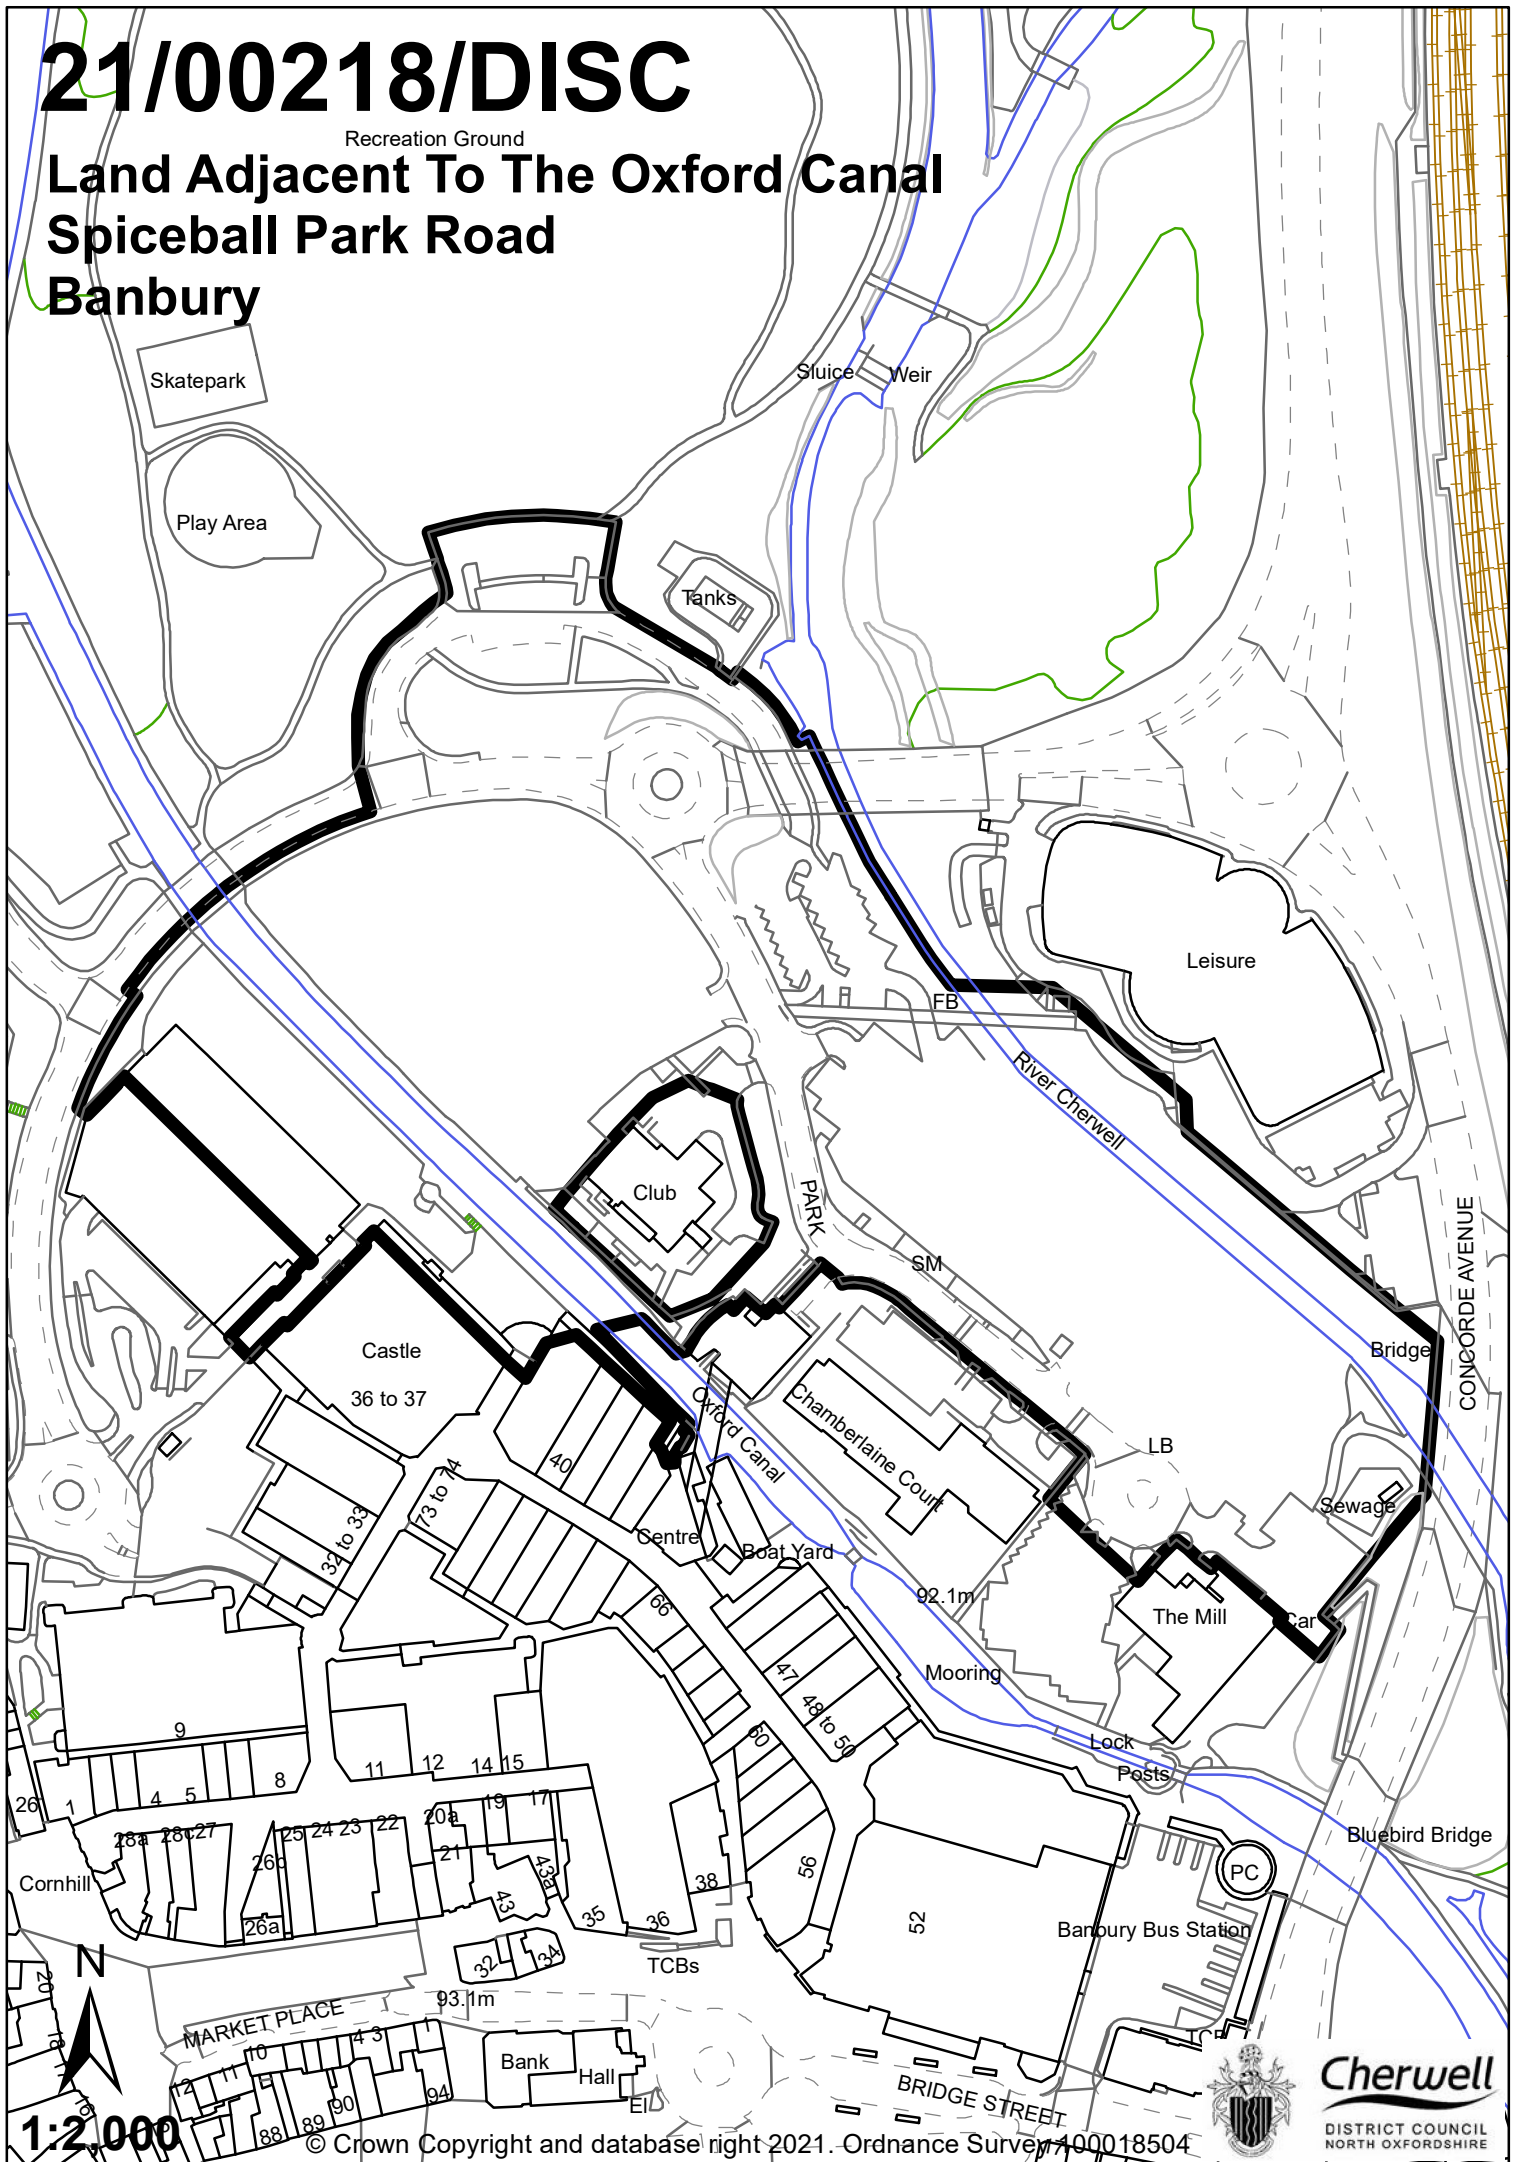 21/00218/DISC
Recreation Ground
Land Adjacent To The Oxford Canal
Spiceball Park Road
Banbury
Skatepark
Sluice
Weir
Play Area
Tanks
Leisure
FB
River Cherwell
Club
PARK
SM
CONCORDE AVENUE
Castle
36 to 37
Bridge
Oxford Canal
Chamberlaine Court
40
73 to 74
LB
Sewage
32 to 33
Centre
Boat Yard
92.1m
The Mill
Car
66
Mooring
47
48 to 50
60
9
Lock
Posts
11
12
14
15
8
5
4
1
26
28a
28c
27
25
24
23
22
20a
19
17
21
26c
26a
43
43a
35
36
38
56
52
Bluebird Bridge
PC
Banbury Bus Station
Cornhill
N
32
34
TCBs
93.1m
MARKET PLACE
20
18
16
12
11
10
4
3
1
Bank
Hall
El
88
89
90
94
BRIDGE STREET
1:2,000
© Crown Copyright and database right 2021. Ordnance Survey 100018504
Cherwell
DISTRICT COUNCIL
NORTH OXFORDSHIRE